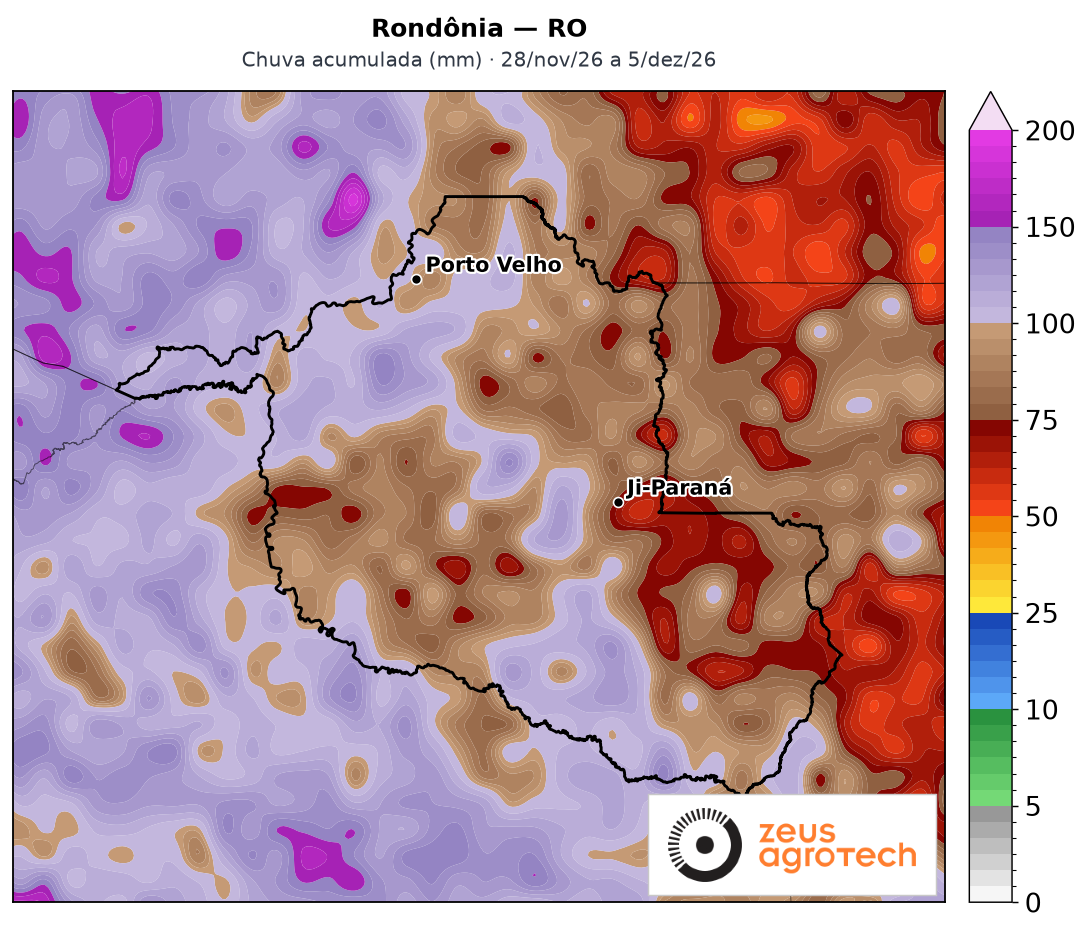 Rondônia — RO
Chuva acumulada (mm) · 28/nov/26 a 5/dez/26
Porto Velho
Ji-Paraná
200
150
100
75
50
25
10
5
0
zeus
agrotech